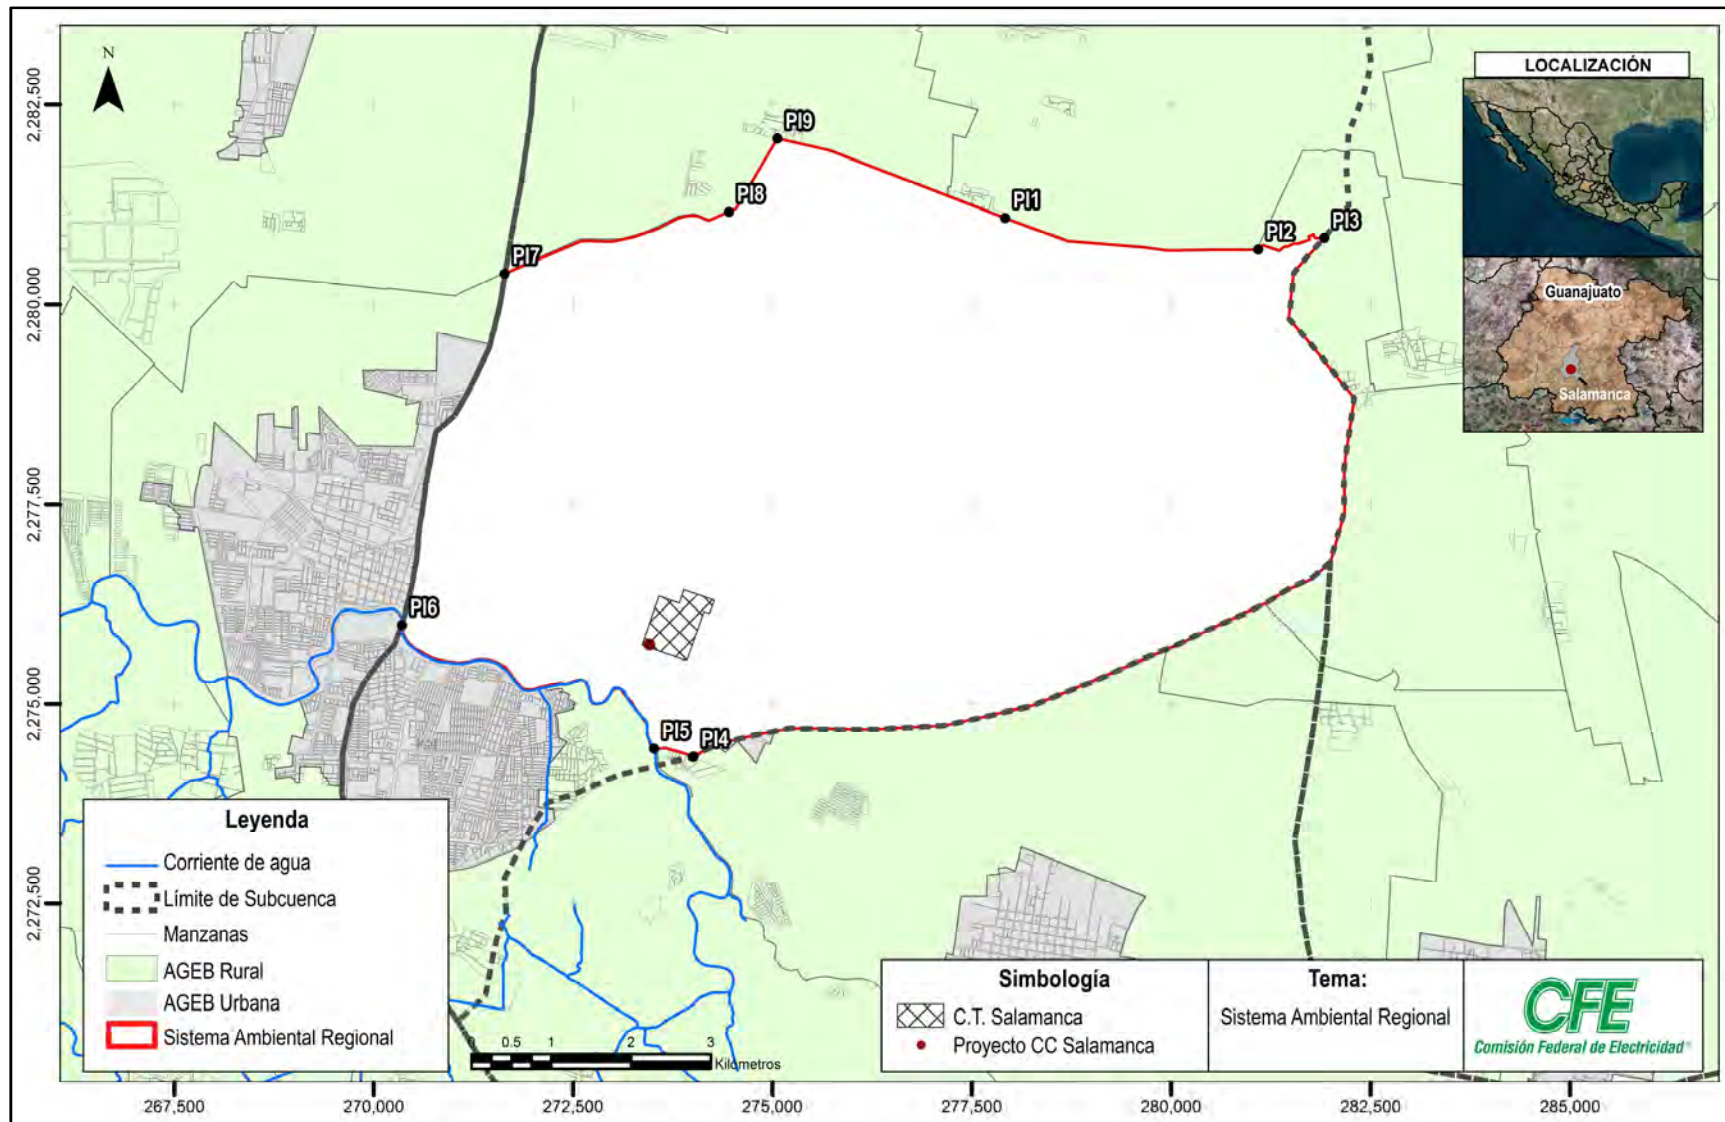 N
LOCALIZACIÓN
Guanajuato
Salamanca
2,282,500
2,280,000
2,277,500
2,275,000
2,272,500
PI9
PI8
PI1
PI2
PI3
PI7
PI6
PI5
PI4
Leyenda
Corriente de agua
Límite de Subcuenca
Manzanas
AGEB Rural
AGEB Urbana
Sistema Ambiental Regional
0 0.5 1 2 3
Kilometros
Simbología
C.T. Salamanca
Proyecto CC Salamanca
Tema:
Sistema Ambiental Regional
CFE
Comisión Federal de Electricidad®
267,500 270,000 272,500 275,000 277,500 280,000 282,500 285,000